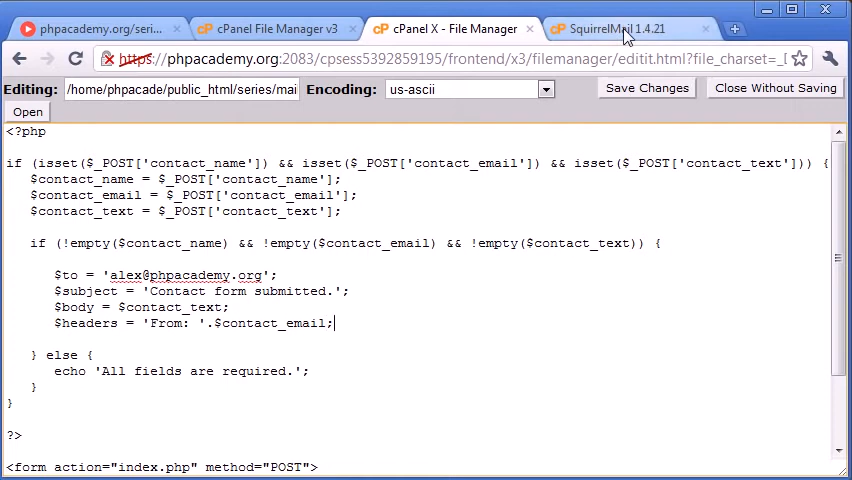 phpacademy.org/seri...
cPanel File Manager v3
cPanel X - File Manager
SquirrelMail 1.4.21
https://phpacademy.org:2083/cpsess5392859195/frontend/x3/filemanager/editit.html?file_charset=_D
Editing: /home/phpacade/public_html/series/mai Encoding: us-ascii Save Changes Close Without Saving
Open
<?php
if (isset($_POST['contact_name']) && isset($_POST['contact_email']) && isset($_POST['contact_text'])) {
$contact_name = $_POST['contact_name'];
$contact_email = $_POST['contact_email'];
$contact_text = $_POST['contact_text'];
if (!empty($contact_name) && !empty($contact_email) && !empty($contact_text)) {
$to = 'alex@phpacademy.org';
$subject = 'Contact form submitted.';
$body = $contact_text;
$headers = 'From: '.$contact_email;
} else {
echo 'All fields are required.';
}
}
?>
<form action="index.php" method="POST">